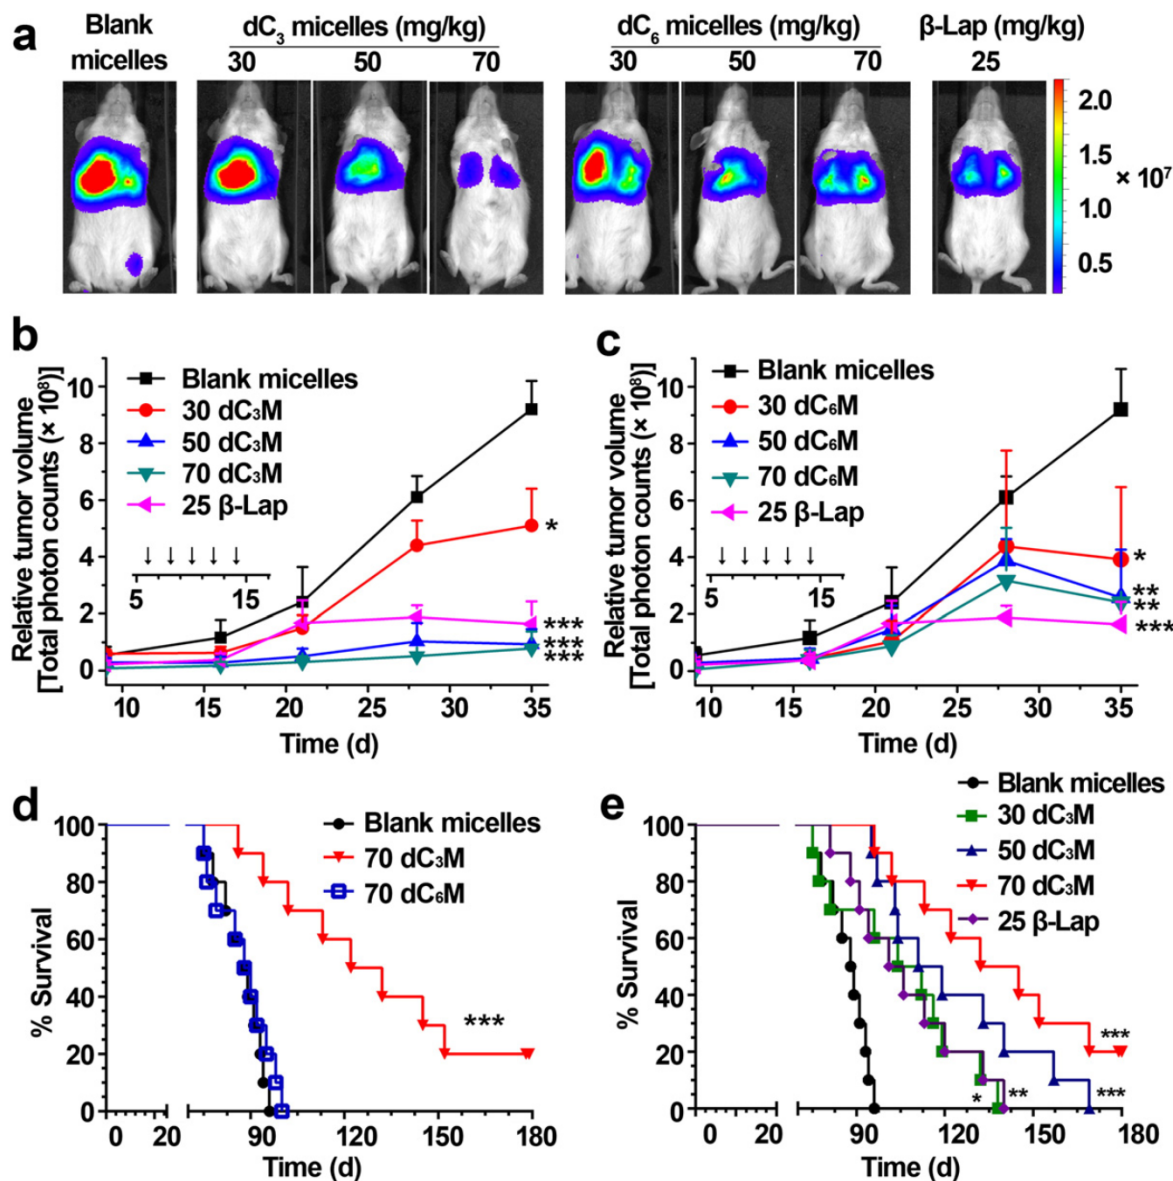 a
Blank
micelles
dC₃ micelles (mg/kg)
30 50 70
dC₆ micelles (mg/kg)
30 50 70
β-Lap (mg/kg)
25
2.0
1.5
× 10⁷
1.0
0.5
b
Relative tumor volume
[Total photon counts (× 10⁸)]
10
8
6
4
2
0
Blank micelles
30 dC₃M
50 dC₃M
70 dC₃M
25 β-Lap
5 15
*
***
***
***
10 15 20 25 30 35
Time (d)
c
Relative tumor volume
[Total photon counts (× 10⁸)]
10
8
6
4
2
0
Blank micelles
30 dC₆M
50 dC₆M
70 dC₆M
25 β-Lap
5 15
*
**
**
***
10 15 20 25 30 35
Time (d)
d
% Survival
100
80
60
40
20
0
Blank micelles
70 dC₃M
70 dC₆M
***
0 20 90 120 150 180
Time (d)
e
% Survival
100
80
60
40
20
0
Blank micelles
30 dC₃M
50 dC₃M
70 dC₃M
25 β-Lap
***
* ** ***
0 20 90 120 150 180
Time (d)